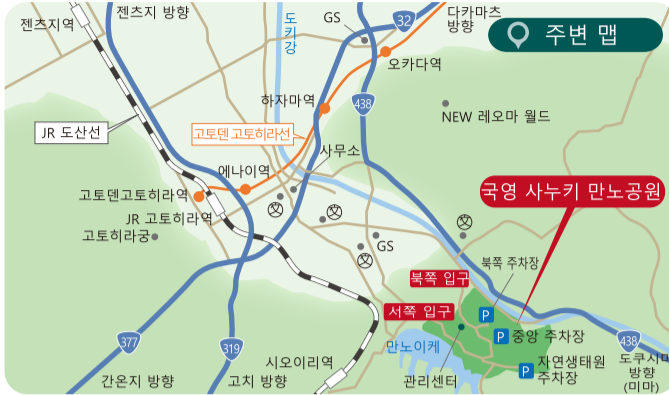 젠츠지 방향
젠츠지역
도키강
GS
32
다카마츠
방향
주변 맵
오카다역
하자마역
438
NEW 레오마 월드
JR 도산선
고토덴 고토히라선
사무소
에나이역
고토덴고토히라역
JR 고토히라역
고토히라궁
국영 사누키 만노공원
GS
북쪽 주차장
북쪽 입구
서쪽 입구
P
P 중앙 주차장
만노이케
자연생태원
P 주차장
관리센터
438
도쿠시마
방향
(미마)
377
319
시오이리역
간온지 방향
고치 방향